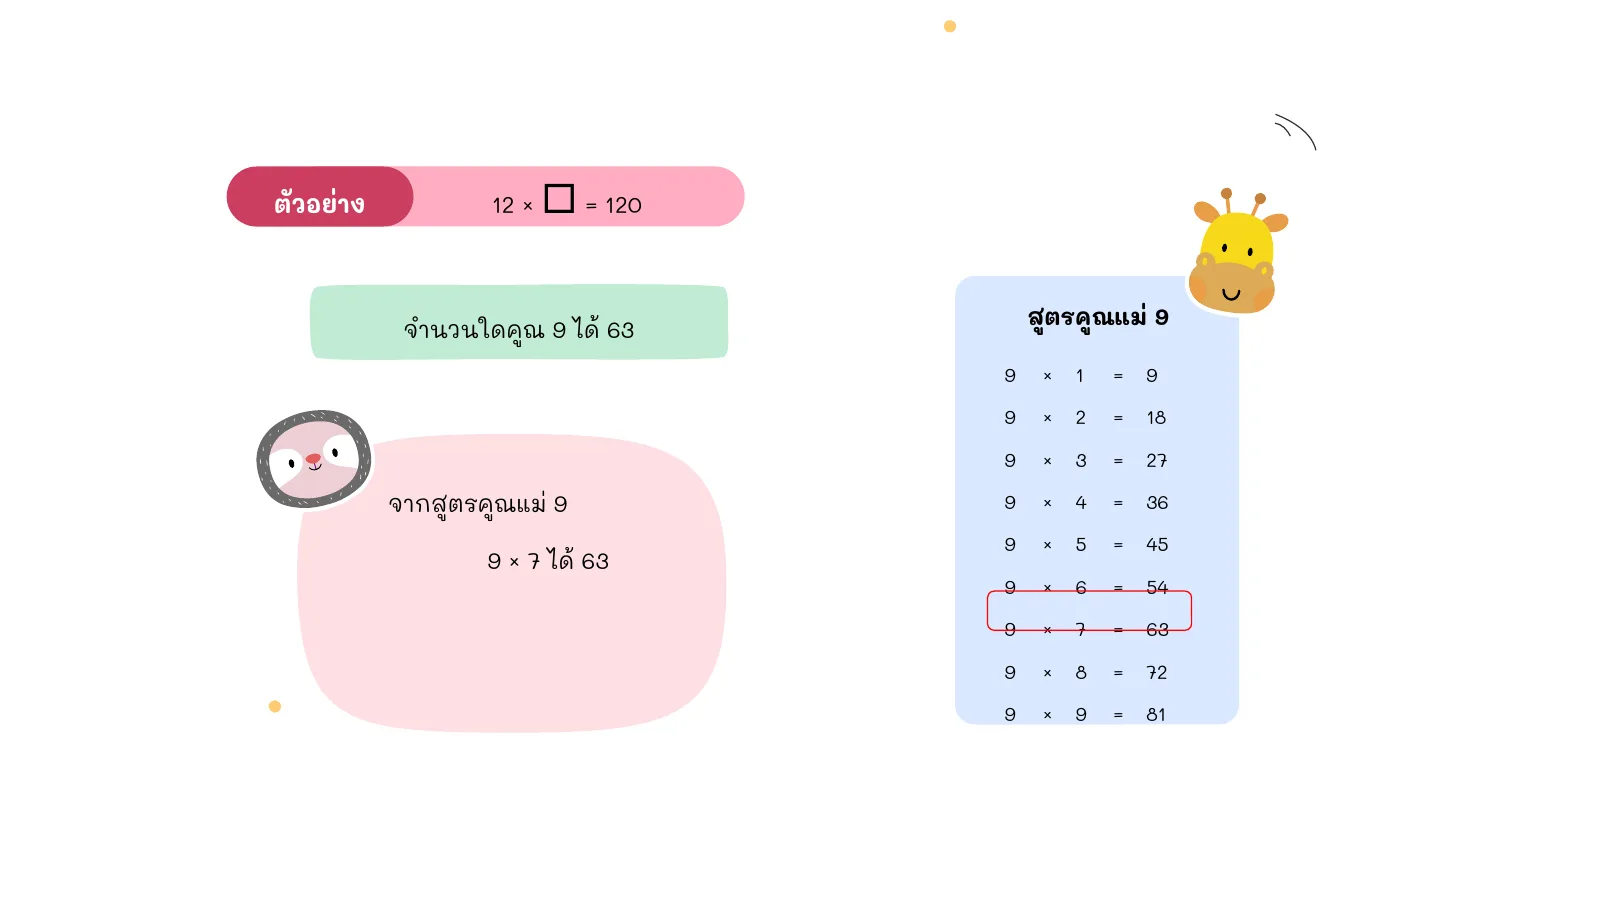 ตัวอย่าง 12 × □ = 120
จำนวนใดคูณ 9 ได้ 63
จากสูตรคูณแม่ 9
9 × 7 ได้ 63
สูตรคูณแม่ 9
9 × 1 = 9
9 × 2 = 18
9 × 3 = 27
9 × 4 = 36
9 × 5 = 45
9 × 6 = 54
9 × 7 = 63
9 × 8 = 72
9 × 9 = 81